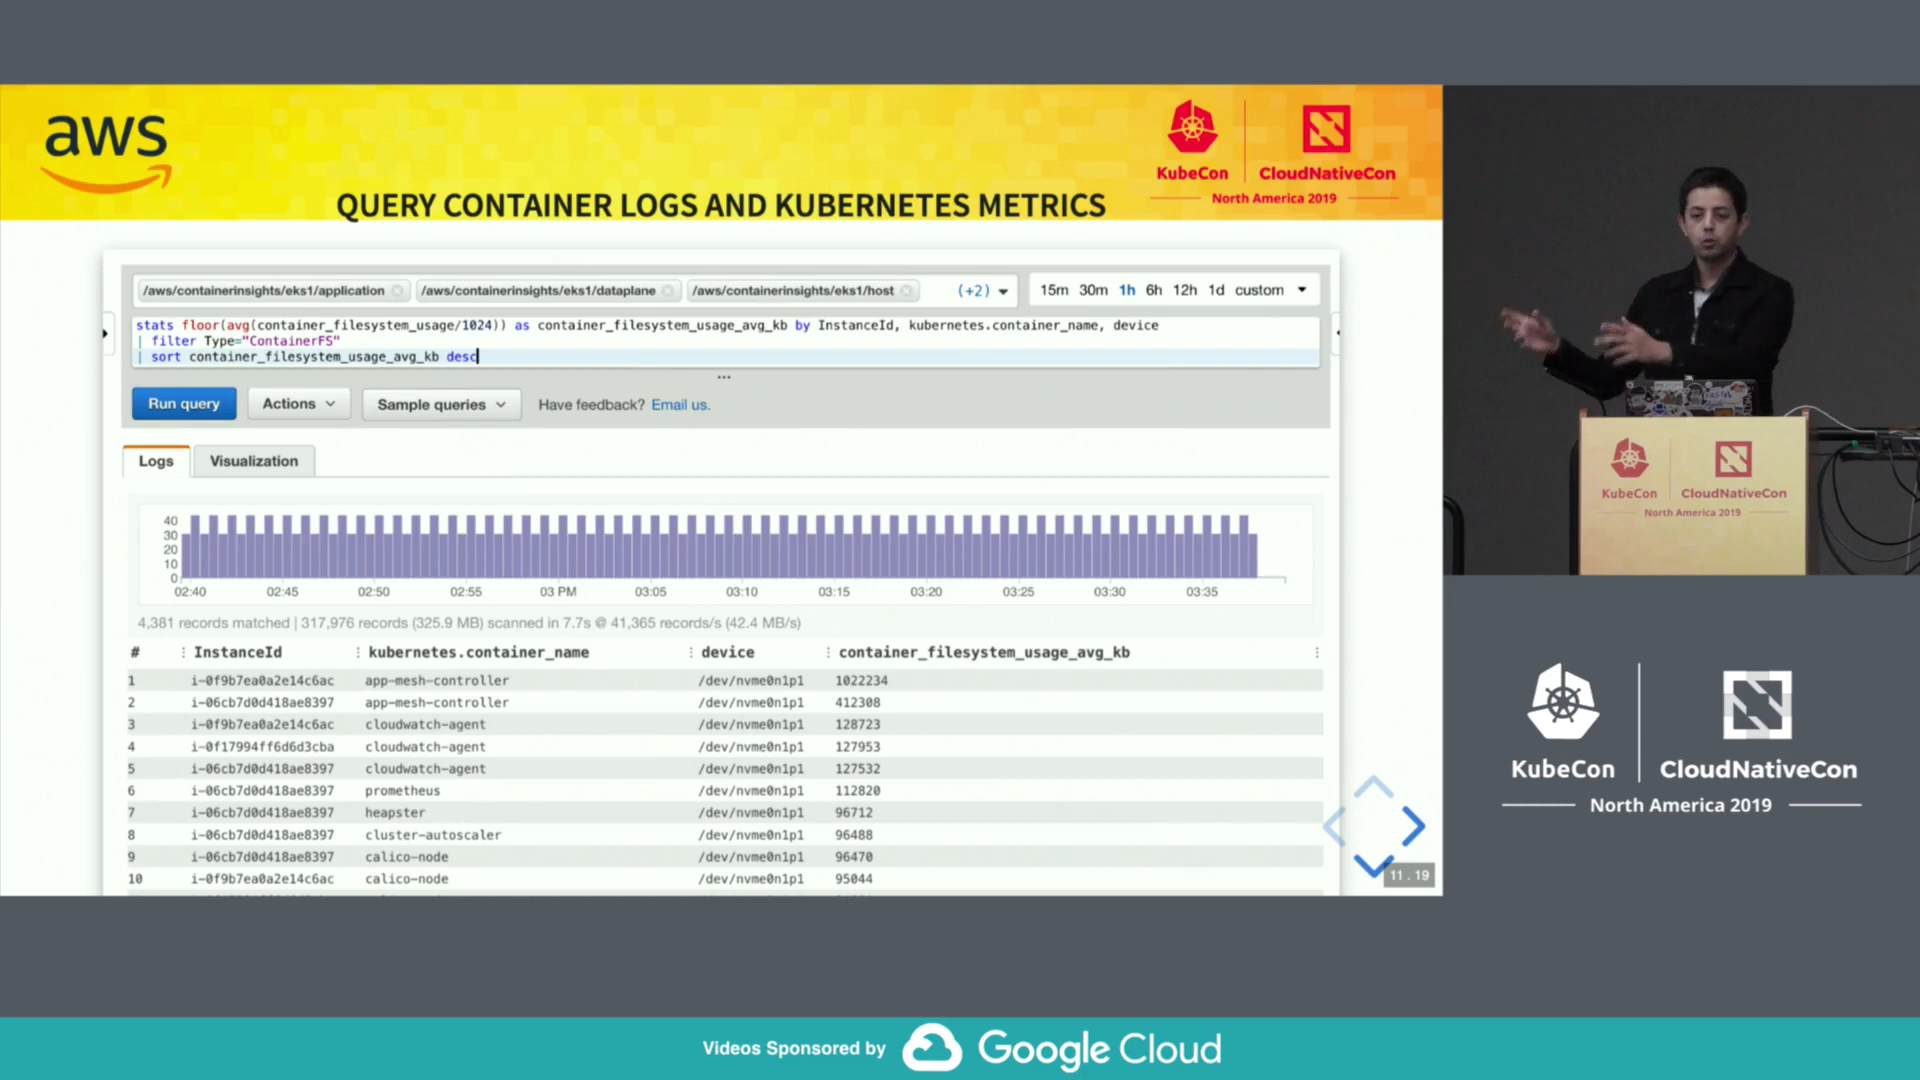 aws
KubeCon
CloudNativeCon
North America 2019
QUERY CONTAINER LOGS AND KUBERNETES METRICS
/aws/containerinsights/eks1/application
/aws/containerinsights/eks1/dataplane
/aws/containerinsights/eks1/host
(+2)
15m 30m 1h 6h 12h 1d custom
stats floor(avg(container_filesystem_usage/1024)) as container_filesystem_usage_avg_kb by InstanceId, kubernetes.container_name, device
| filter Type="ContainerFS"
| sort container_filesystem_usage_avg_kb desc
Run query
Actions
Sample queries
Have feedback? Email us.
Logs
Visualization
40
30
20
10
0
02:40 02:45 02:50 02:55 03 PM 03:05 03:10 03:15 03:20 03:25 03:30 03:35
4,381 records matched | 317,976 records (325.9 MB) scanned in 7.7s @ 41,365 records/s (42.4 MB/s)
# InstanceId kubernetes.container_name device container_filesystem_usage_avg_kb
1 i-0f9b7ea0a2e14c6ac app-mesh-controller /dev/nvme0n1p1 1022234
2 i-06cb7d0d418ae8397 app-mesh-controller /dev/nvme0n1p1 412308
3 i-0f9b7ea0a2e14c6ac cloudwatch-agent /dev/nvme0n1p1 128723
4 i-0f17994ff6d6d3cba cloudwatch-agent /dev/nvme0n1p1 127953
5 i-06cb7d0d418ae8397 cloudwatch-agent /dev/nvme0n1p1 127532
6 i-06cb7d0d418ae8397 prometheus /dev/nvme0n1p1 112820
7 i-06cb7d0d418ae8397 heapster /dev/nvme0n1p1 96712
8 i-06cb7d0d418ae8397 cluster-autoscaler /dev/nvme0n1p1 96488
9 i-06cb7d0d418ae8397 calico-node /dev/nvme0n1p1 96470
10 i-0f9b7ea0a2e14c6ac calico-node /dev/nvme0n1p1 95044
11.19
KubeCon
CloudNativeCon
North America 2019
KubeCon
CloudNativeCon
North America 2019
Videos Sponsored by
Google Cloud